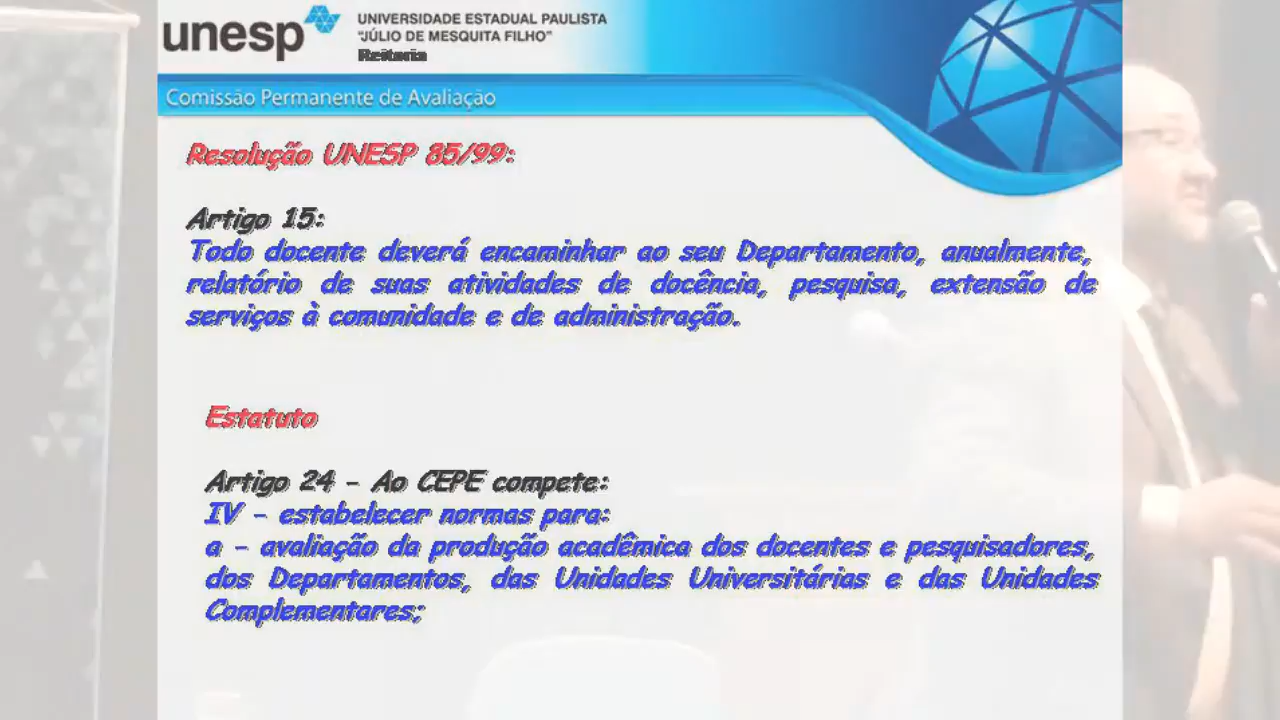 unesp
UNIVERSIDADE ESTADUAL PAULISTA
"JÚLIO DE MESQUITA FILHO"
Reitoria
Comissão Permanente de Avaliação
Resolução UNESP 85/99:
Artigo 15:
Todo docente deverá encaminhar ao seu Departamento, anualmente,
relatório de suas atividades de docência, pesquisa, extensão de
serviços à comunidade e de administração.
Estatuto
Artigo 24 - Ao CEPE compete:
IV - estabelecer normas para:
a - avaliação da produção acadêmica dos docentes e pesquisadores,
dos Departamentos, das Unidades Universitárias e das Unidades
Complementares;